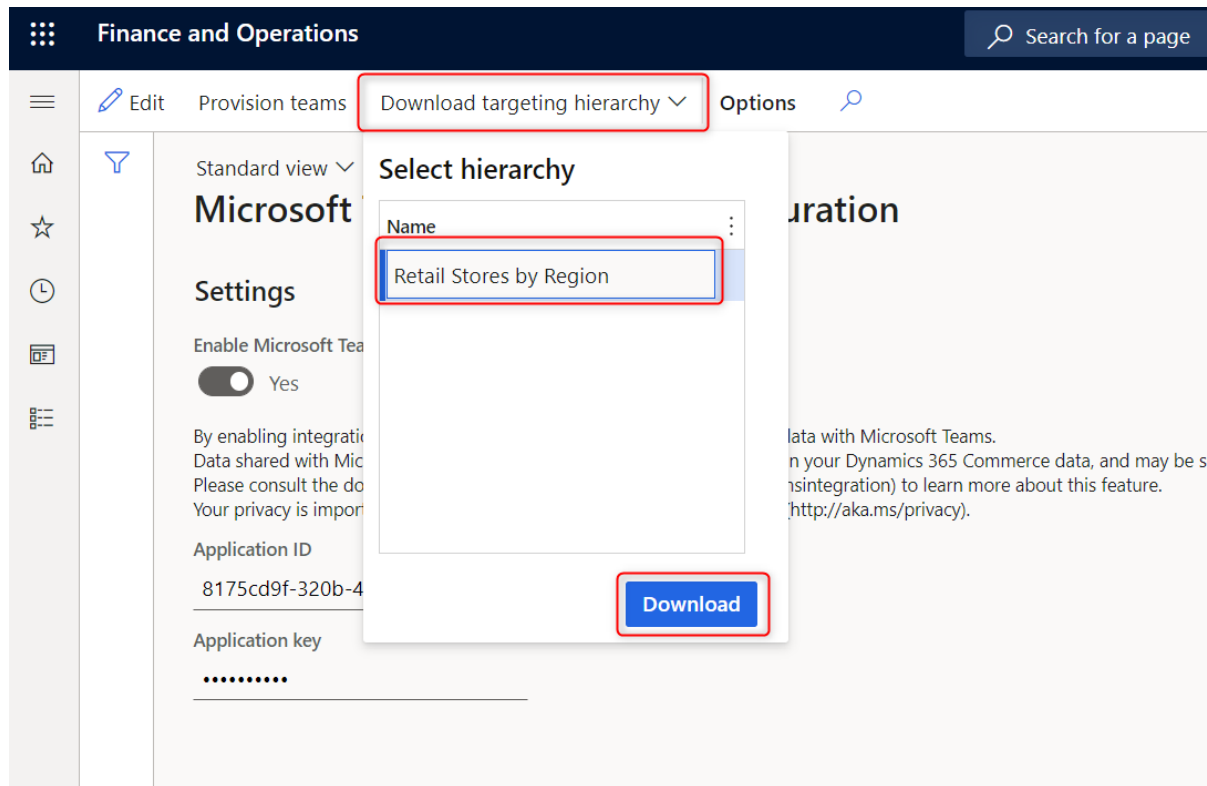 Finance and Operations
Search for a page
Edit
Provision teams
Download targeting hierarchy
Options
Standard view
Select hierarchy
Microsoft
uration
Name
Retail Stores by Region
Settings
Enable Microsoft Tea
Yes
By enabling integratio
data with Microsoft Teams.
Data shared with Mic
n your Dynamics 365 Commerce data, and may be s
Please consult the do
nsintegration) to learn more about this feature.
Your privacy is impor
(http://aka.ms/privacy).
Application ID
8175cd9f-320b-4
Download
Application key
••••••••••